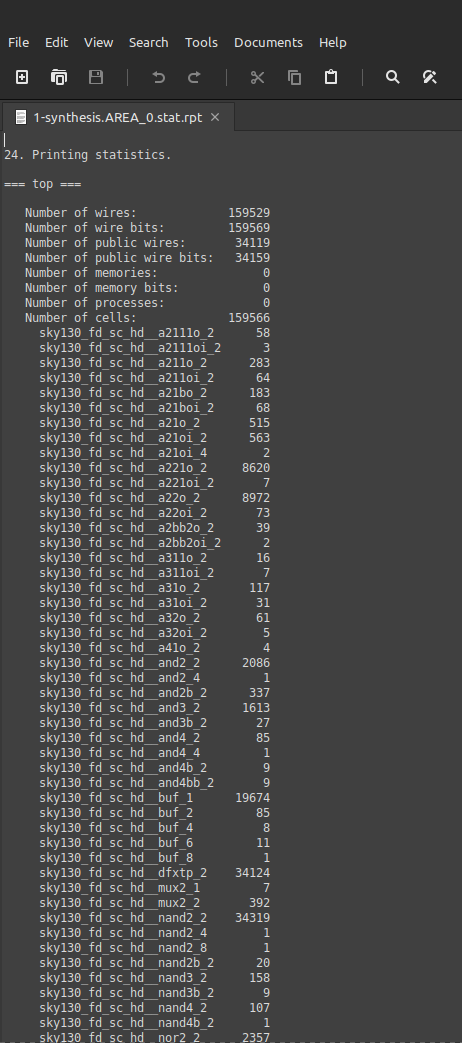 File Edit View Search Tools Documents Help
1-synthesis.AREA_0.stat.rpt
24. Printing statistics.
=== top ===
Number of wires: 159529
Number of wire bits: 159569
Number of public wires: 34119
Number of public wire bits: 34159
Number of memories: 0
Number of memory bits: 0
Number of processes: 0
Number of cells: 159566
sky130_fd_sc_hd__a2111o_2 58
sky130_fd_sc_hd__a2111oi_2 3
sky130_fd_sc_hd__a211o_2 283
sky130_fd_sc_hd__a211oi_2 64
sky130_fd_sc_hd__a21bo_2 183
sky130_fd_sc_hd__a21boi_2 68
sky130_fd_sc_hd__a21o_2 515
sky130_fd_sc_hd__a21oi_2 563
sky130_fd_sc_hd__a21oi_4 2
sky130_fd_sc_hd__a221o_2 8620
sky130_fd_sc_hd__a221oi_2 7
sky130_fd_sc_hd__a22o_2 8972
sky130_fd_sc_hd__a22oi_2 73
sky130_fd_sc_hd__a2bb2o_2 39
sky130_fd_sc_hd__a2bb2oi_2 2
sky130_fd_sc_hd__a311o_2 16
sky130_fd_sc_hd__a311oi_2 7
sky130_fd_sc_hd__a31o_2 117
sky130_fd_sc_hd__a31oi_2 31
sky130_fd_sc_hd__a32o_2 61
sky130_fd_sc_hd__a32oi_2 5
sky130_fd_sc_hd__a41o_2 4
sky130_fd_sc_hd__and2_2 2086
sky130_fd_sc_hd__and2_4 1
sky130_fd_sc_hd__and2b_2 337
sky130_fd_sc_hd__and3_2 1613
sky130_fd_sc_hd__and3b_2 27
sky130_fd_sc_hd__and4_2 85
sky130_fd_sc_hd__and4_4 1
sky130_fd_sc_hd__and4b_2 9
sky130_fd_sc_hd__and4bb_2 9
sky130_fd_sc_hd__buf_1 19674
sky130_fd_sc_hd__buf_2 85
sky130_fd_sc_hd__buf_4 8
sky130_fd_sc_hd__buf_6 11
sky130_fd_sc_hd__buf_8 1
sky130_fd_sc_hd__dfxtp_2 34124
sky130_fd_sc_hd__mux2_1 7
sky130_fd_sc_hd__mux2_2 392
sky130_fd_sc_hd__nand2_2 34319
sky130_fd_sc_hd__nand2_4 1
sky130_fd_sc_hd__nand2_8 1
sky130_fd_sc_hd__nand2b_2 20
sky130_fd_sc_hd__nand3_2 158
sky130_fd_sc_hd__nand3b_2 9
sky130_fd_sc_hd__nand4_2 107
sky130_fd_sc_hd__nand4b_2 1
sky130_fd_sc_hd__nor2_2 2357